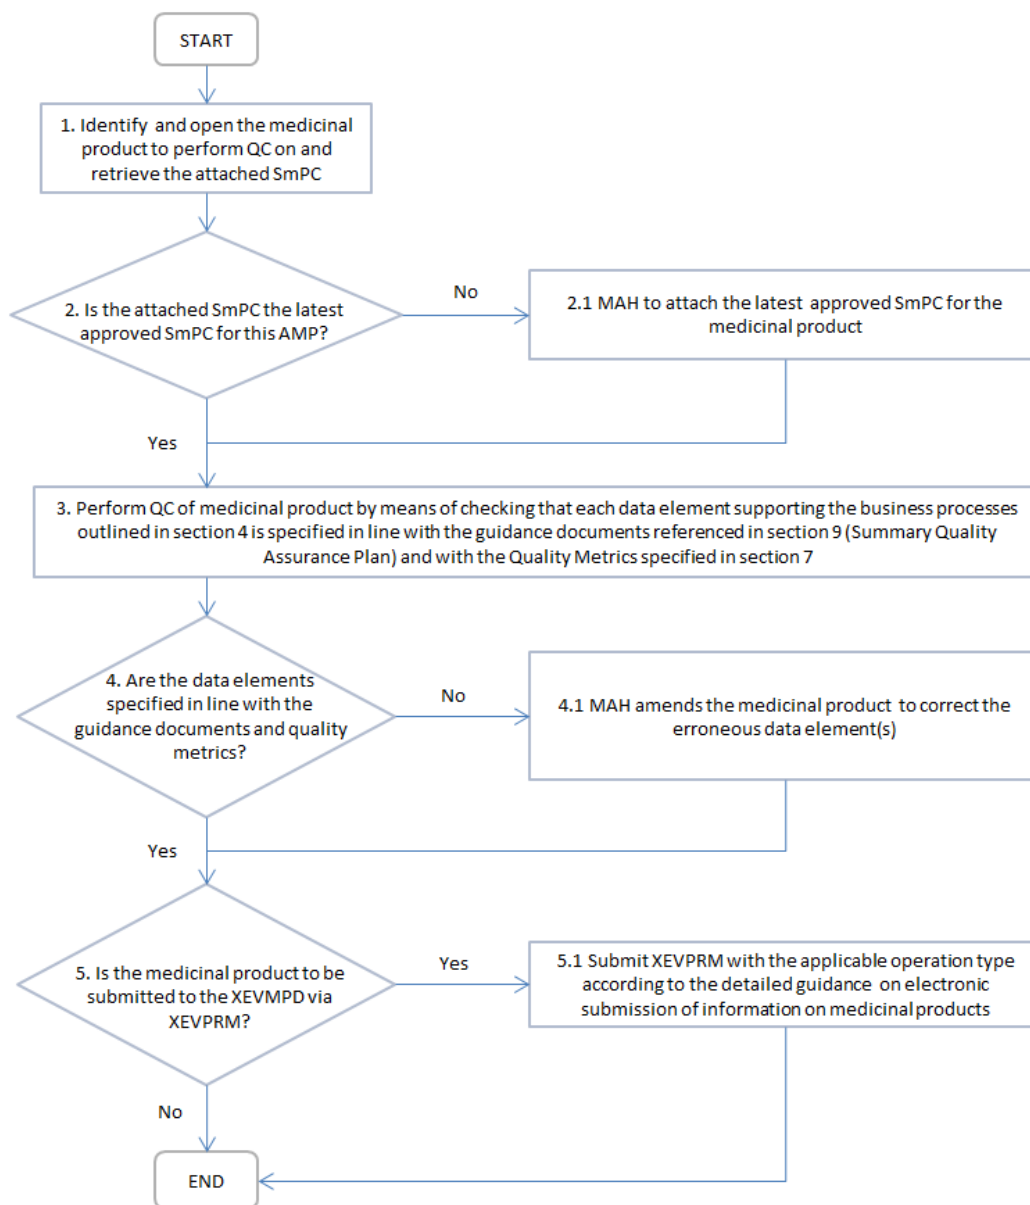 START
1. Identify and open the medicinal
product to perform QC on and
retrieve the attached SmPC
2. Is the attached SmPC the latest
approved SmPC for this AMP?
No
2.1 MAH to attach the latest approved SmPC for the
medicinal product
Yes
3. Perform QC of medicinal product by means of checking that each data element supporting the business processes
outlined in section 4 is specified in line with the guidance documents referenced in section 9 (Summary Quality
Assurance Plan) and with the Quality Metrics specified in section 7
4. Are the data elements
specified in line with the
guidance documents and quality
metrics?
No
4.1 MAH amends the medicinal product to correct the
erroneous data element(s)
Yes
5. Is the medicinal product to be
submitted to the XEVMPD via
XEVPRM?
Yes
5.1 Submit XEVPRM with the applicable operation type
according to the detailed guidance on electronic
submission of information on medicinal products
No
END